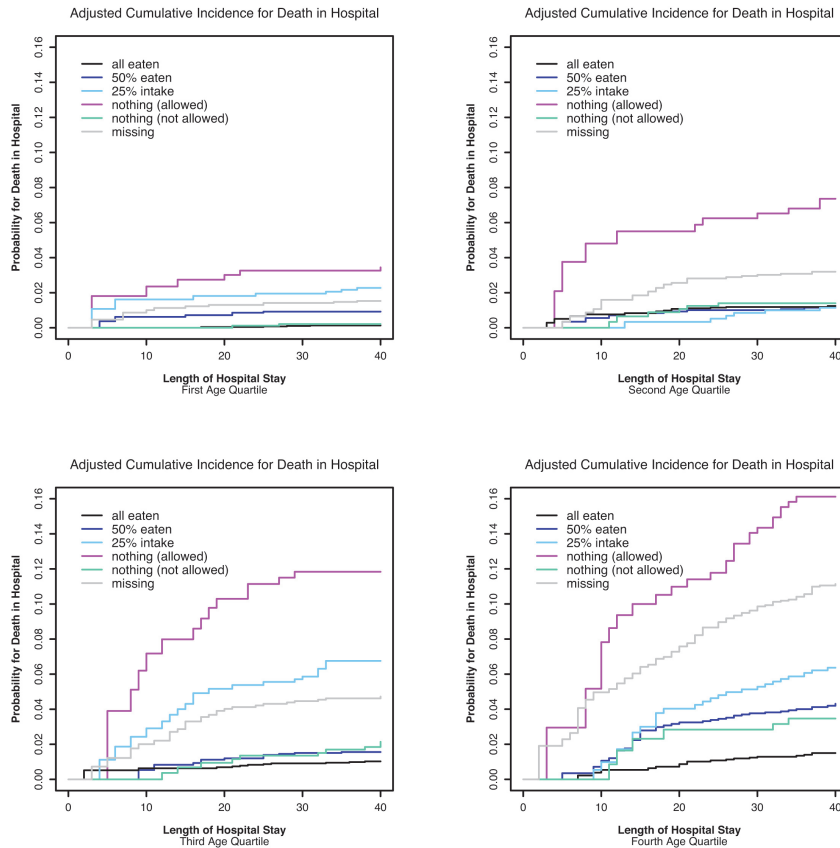 Adjusted Cumulative Incidence for Death in Hospital
Probability for Death in Hospital
0.00 0.02 0.04 0.06 0.08 0.10 0.12 0.14 0.16
all eaten
50% eaten
25% intake
nothing (allowed)
nothing (not allowed)
missing
0 10 20 30 40
Length of Hospital Stay
First Age Quartile
Adjusted Cumulative Incidence for Death in Hospital
Probability for Death in Hospital
0.00 0.02 0.04 0.06 0.08 0.10 0.12 0.14 0.16
all eaten
50% eaten
25% intake
nothing (allowed)
nothing (not allowed)
missing
0 10 20 30 40
Length of Hospital Stay
Second Age Quartile
Adjusted Cumulative Incidence for Death in Hospital
Probability for Death in Hospital
0.00 0.02 0.04 0.06 0.08 0.10 0.12 0.14 0.16
all eaten
50% eaten
25% intake
nothing (allowed)
nothing (not allowed)
missing
0 10 20 30 40
Length of Hospital Stay
Third Age Quartile
Adjusted Cumulative Incidence for Death in Hospital
Probability for Death in Hospital
0.00 0.02 0.04 0.06 0.08 0.10 0.12 0.14 0.16
all eaten
50% eaten
25% intake
nothing (allowed)
nothing (not allowed)
missing
0 10 20 30 40
Length of Hospital Stay
Fourth Age Quartile